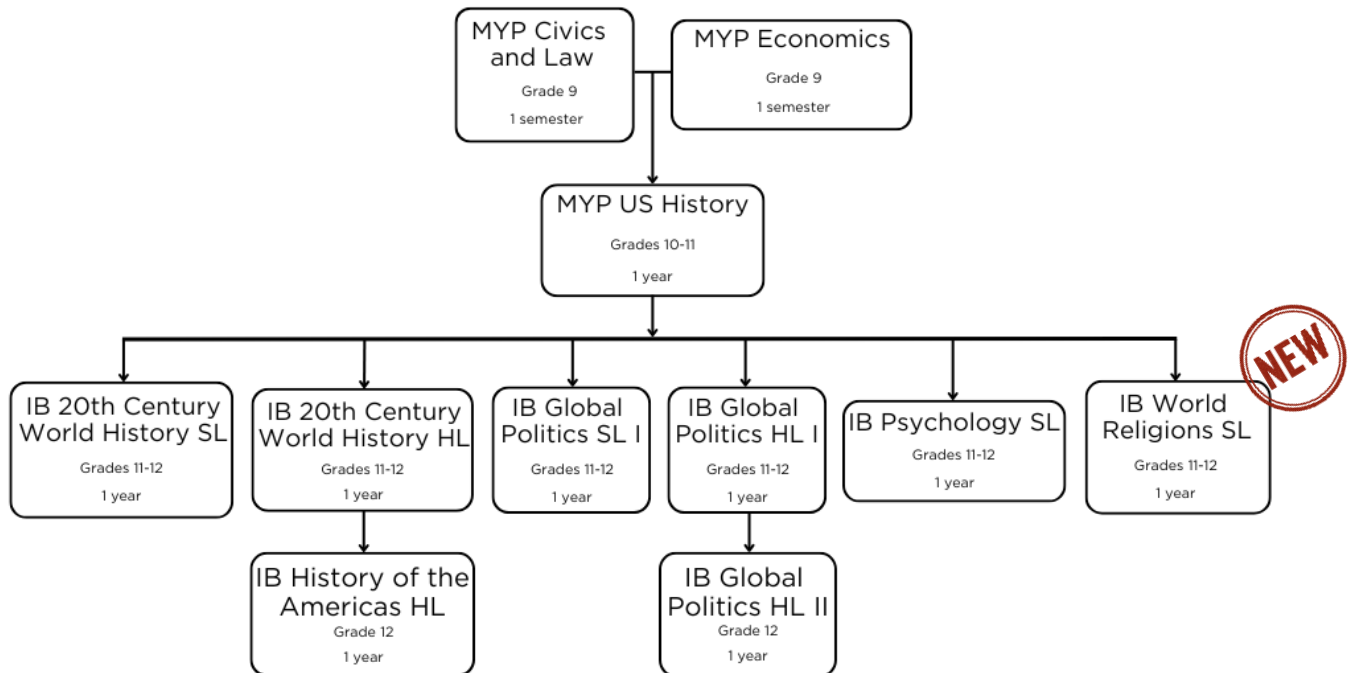 MYP Civics
and Law
Grade 9
1 semester
MYP Economics
Grade 9
1 semester
MYP US History
Grades 10-11
1 year
NEW
IB 20th Century
World History SL
Grades 11-12
1 year
IB 20th Century
World History HL
Grades 11-12
1 year
IB Global
Politics SL I
Grades 11-12
1 year
IB Global
Politics HL I
Grades 11-12
1 year
IB Psychology SL
Grades 11-12
1 year
IB World
Religions SL
Grades 11-12
1 year
IB History of the
Americas HL
Grade 12
1 year
IB Global
Politics HL II
Grade 12
1 year